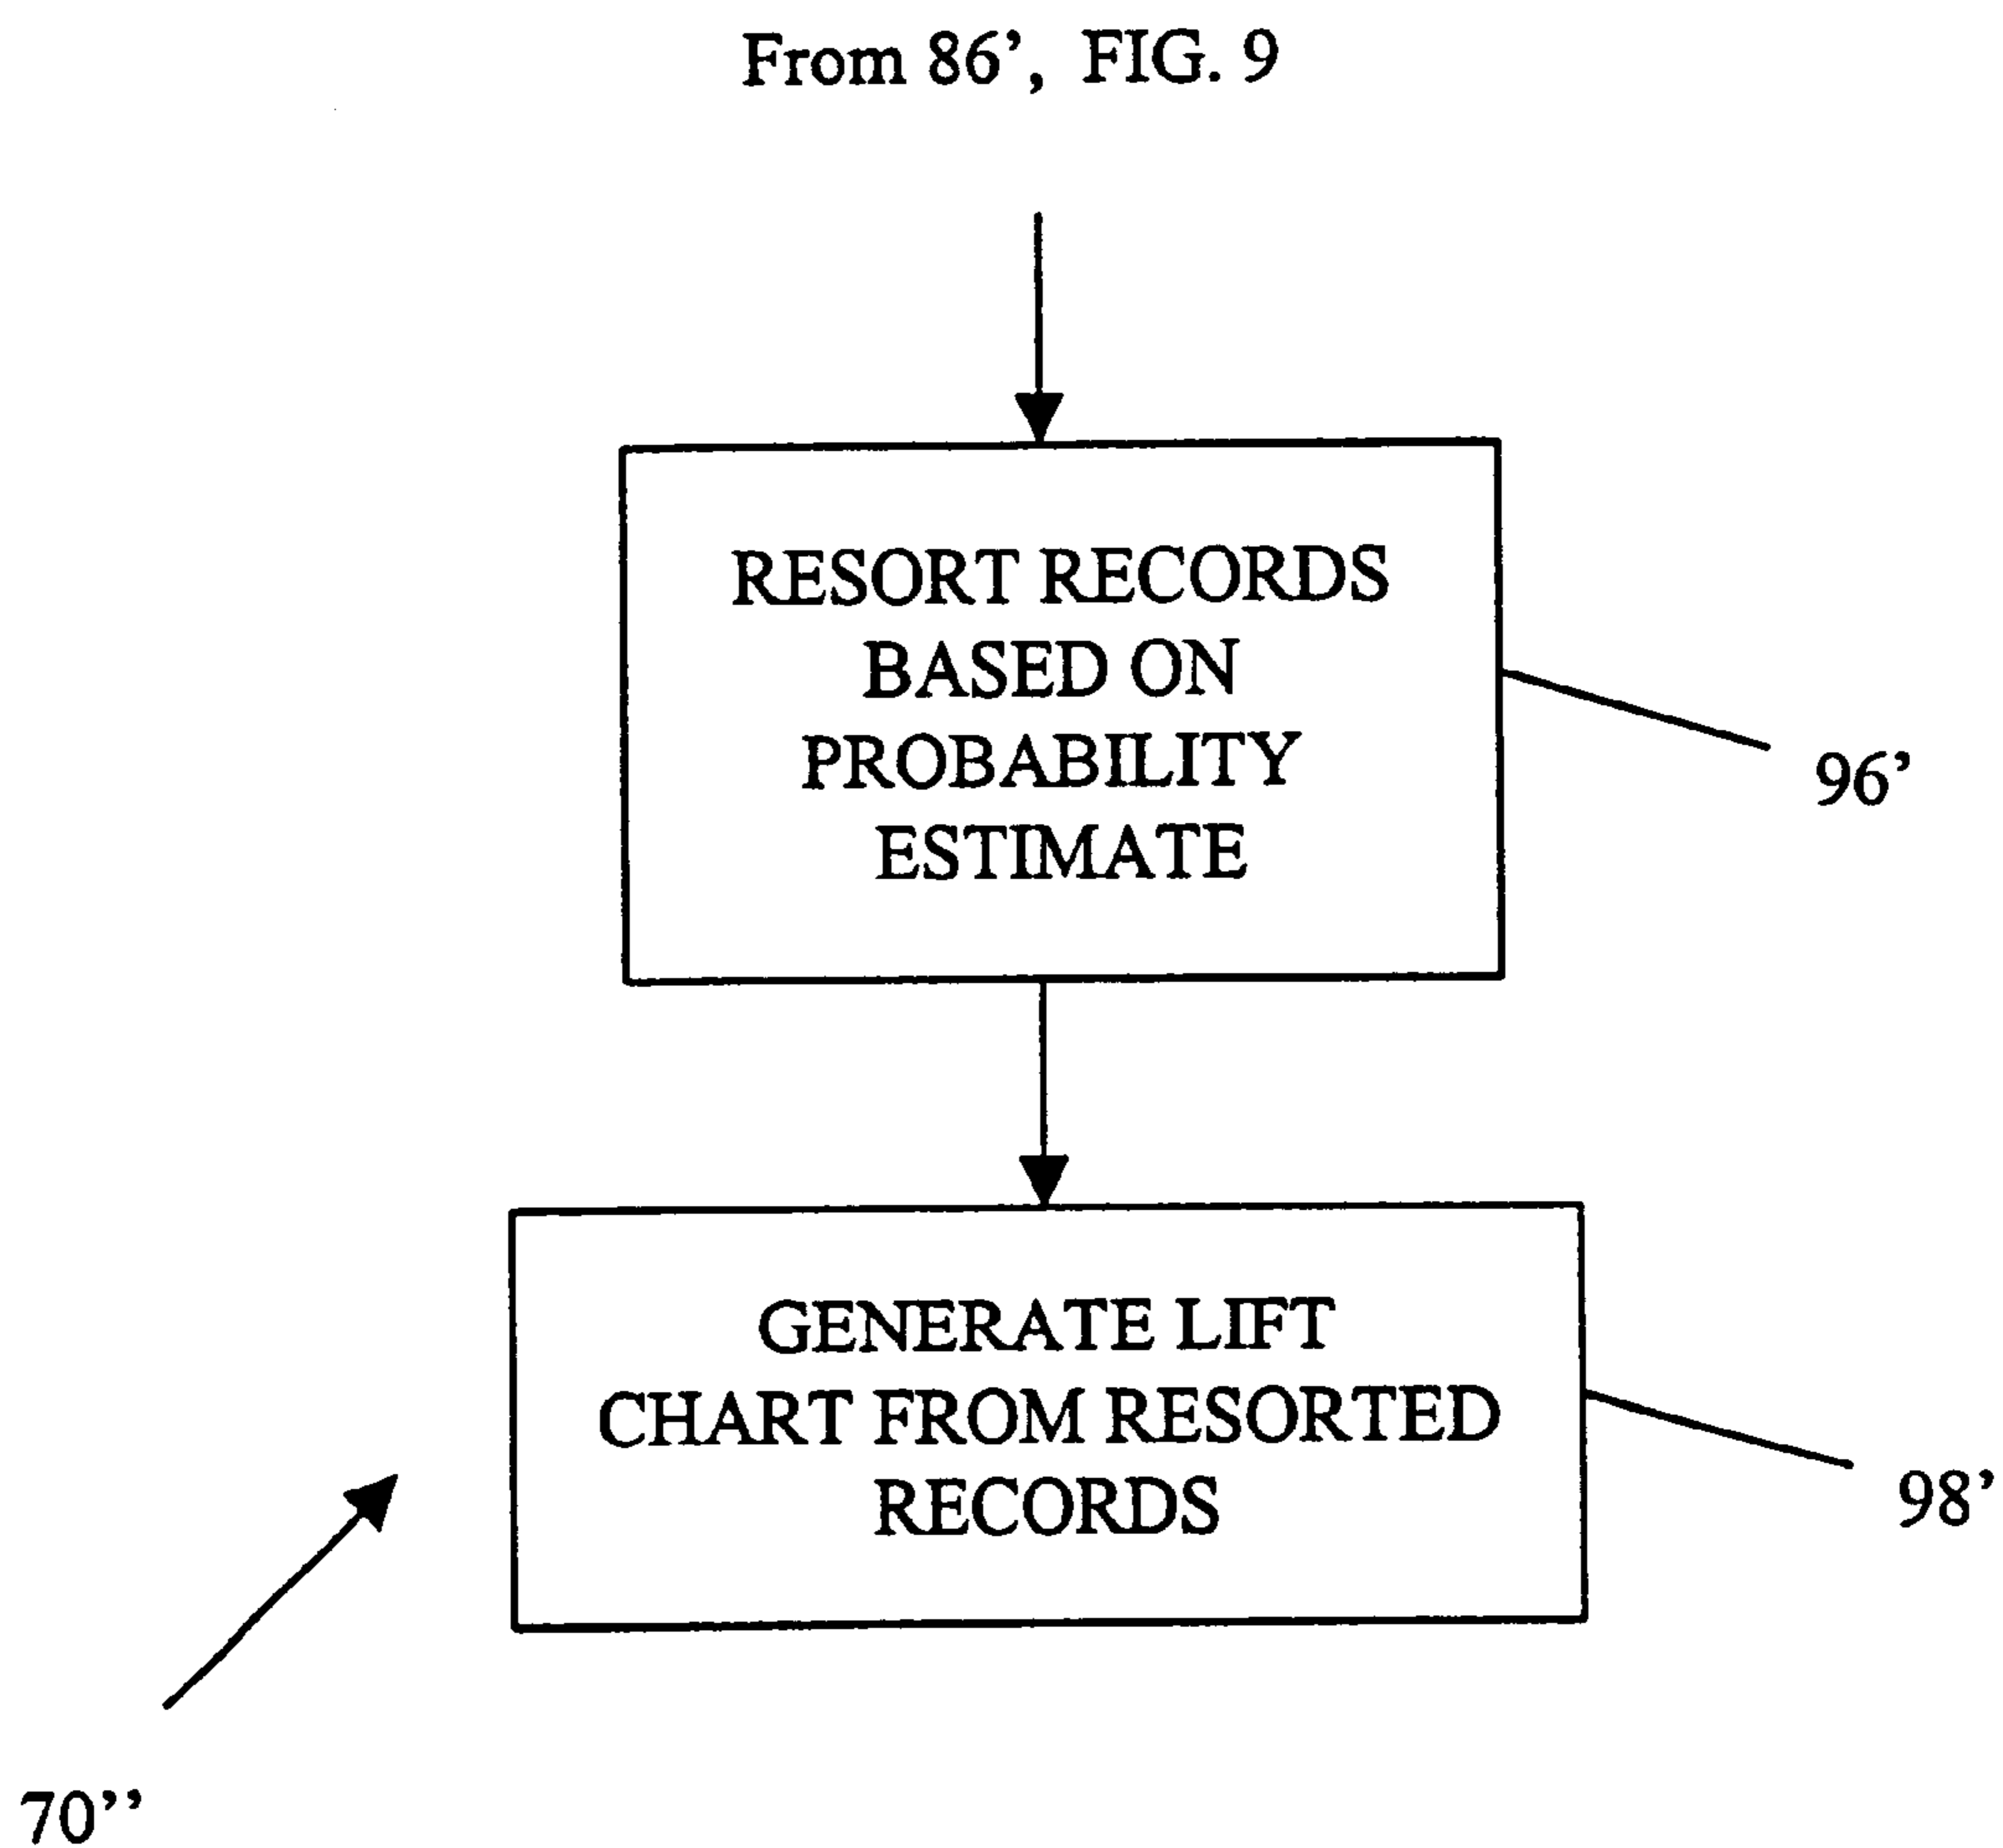 From 86’, FIG. 9
RESORT RECORDS
BASED ON
PROBABILITY
ESTIMATE
96’
GENERATE LIFT
CHART FROM RESORTED
RECORDS
98’
70’’